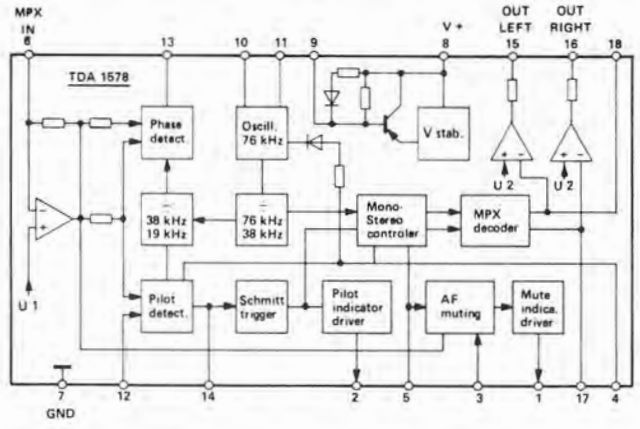 MPX
IN
6
13
10
11
9
V +
8
OUT
LEFT
15
OUT
RIGHT
16
18
TDA 1578
Phase
detect.
Oscill.
76 kHz
V stab.
+
-
U 2
+
-
U 2
38 kHz
19 kHz
76 kHz
38 kHz
Mono-
Stereo
controler
MPX
decoder
-
+
U 1
Pilot
detect.
Schmitt
trigger
Pilot
indicator
driver
AF
muting
Mute
indica.
driver
7
12
14
2
5
3
1
17
4
GND